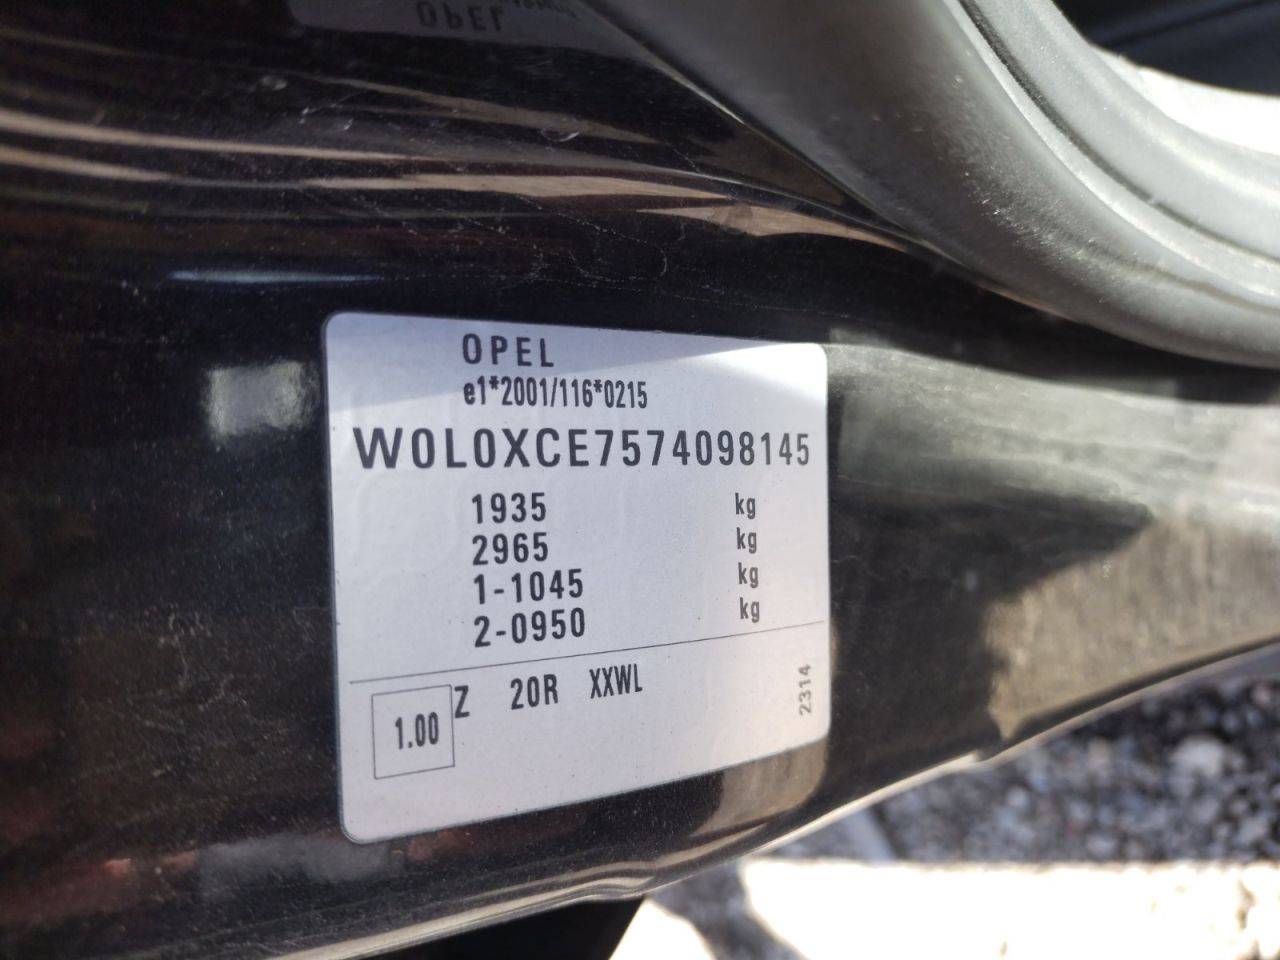 OPEL
OPEL
e1*2001/116*0215
W0L0XCE7574098145
1935 kg
2965 kg
1-1045 kg
2-0950 kg
1.00 Z 20R XXWL
2314